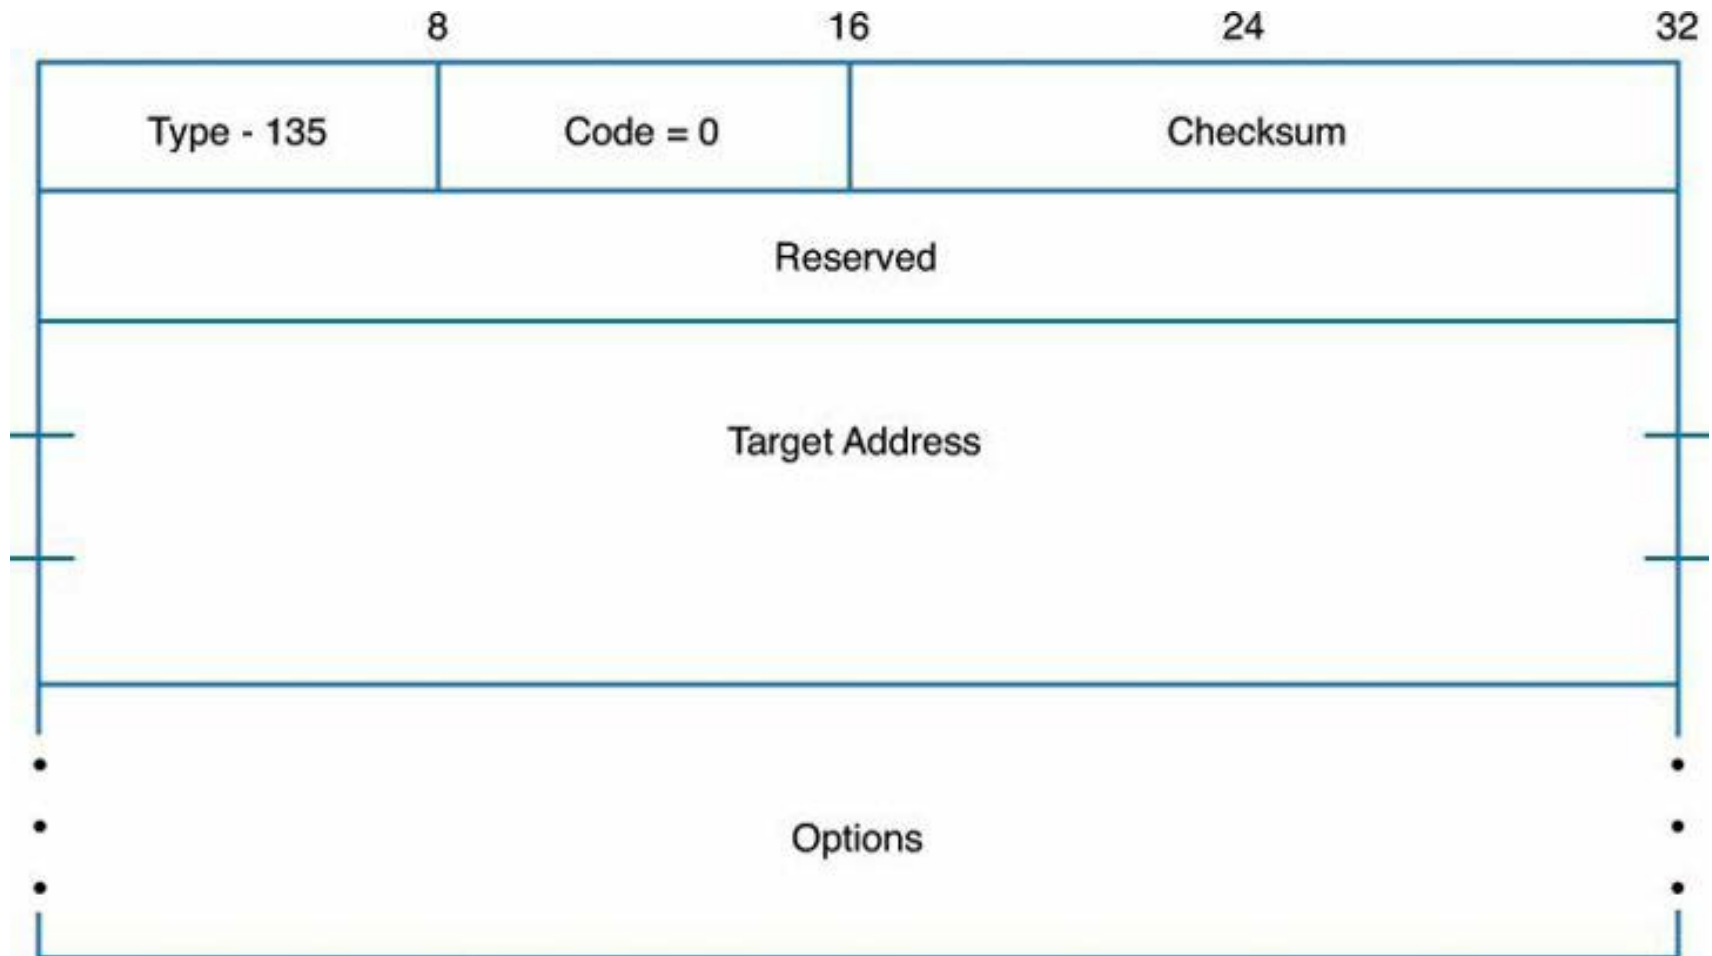 8 16 24 32
Type - 135 Code = 0 Checksum
Reserved
Target Address
Options